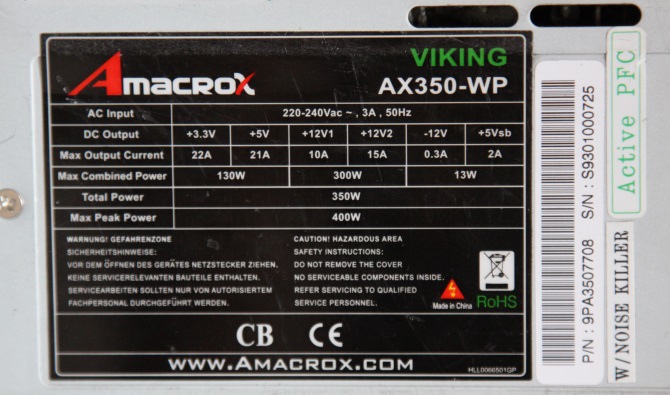 VIKING
AMACROX AX350-WP
AC Input 220-240Vac ~ , 3A , 50Hz
DC Output +3.3V +5V +12V1 +12V2 -12V +5Vsb
Max Output Current 22A 21A 10A 15A 0.3A 2A
Max Combined Power 130W 300W 13W
Total Power 350W
Max Peak Power 400W
WARNUNG! GEFAHRENZONE
SICHERHEITSHINWEISE:
VOR DEM ÖFFNEN DES GERÄTES NETZSTECKER ZIEHEN.
KEINE SERVICERELEVANTEN BAUTEILE ENTHALTEN.
SERVICEARBEITEN SOLLTEN NUR VON AUTORISIERTEM
FACHPERSONAL DURCHGEFÜHRT WERDEN.
CAUTION! HAZARDOUS AREA
SAFETY INSTRUCTIONS:
DO NOT REMOVE THE COVER
NO SERVICEABLE COMPONENTS INSIDE.
REFER SERVICING TO QUALIFIED
SERVICE PERSONNEL.
Made in China
RoHS
CB CE
WWW.AMACROX.COM
HLL0066501GP
P/N : 9PA3507708 S/N : S9301000725
Active PFC
W/NOISE KILLER